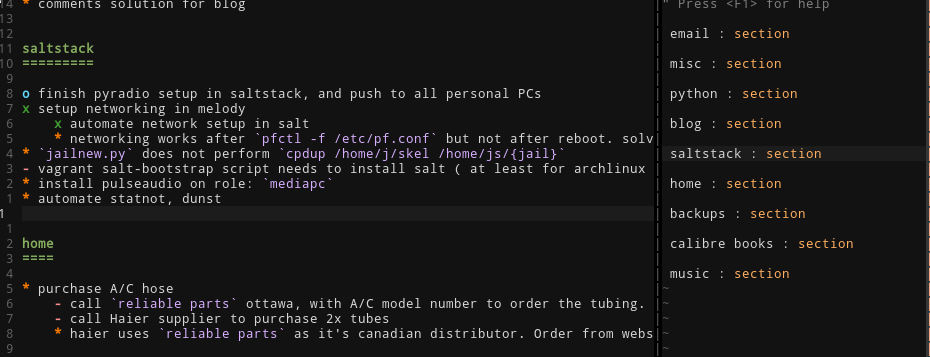 14 * comments solution for blog
13
12
11 saltstack
10 =========
9
8 o finish pyradio setup in saltstack, and push to all personal PCs
7 x setup networking in melody
6 x automate network setup in salt
5 * networking works after `pfctl -f /etc/pf.conf` but not after reboot. solv
4 * `jailnew.py` does not perform `cpdup /home/j/skel /home/js/{jail}`
3 - vagrant salt-bootstrap script needs to install salt ( at least for archlinux
2 * install pulseaudio on role: `mediapc`
1 * automate statnot, dunst
1
1
2 home
3 ====
4
5 * purchase A/C hose
6 - call `reliable parts` ottawa, with A/C model number to order the tubing.
7 - call Haier supplier to purchase 2x tubes
8 * haier uses `reliable parts` as it's canadian distributor. Order from webs
9
" Press <F1> for help
email : section
misc : section
python : section
blog : section
saltstack : section
home : section
backups : section
calibre books : section
music : section
~
~
~
~
~